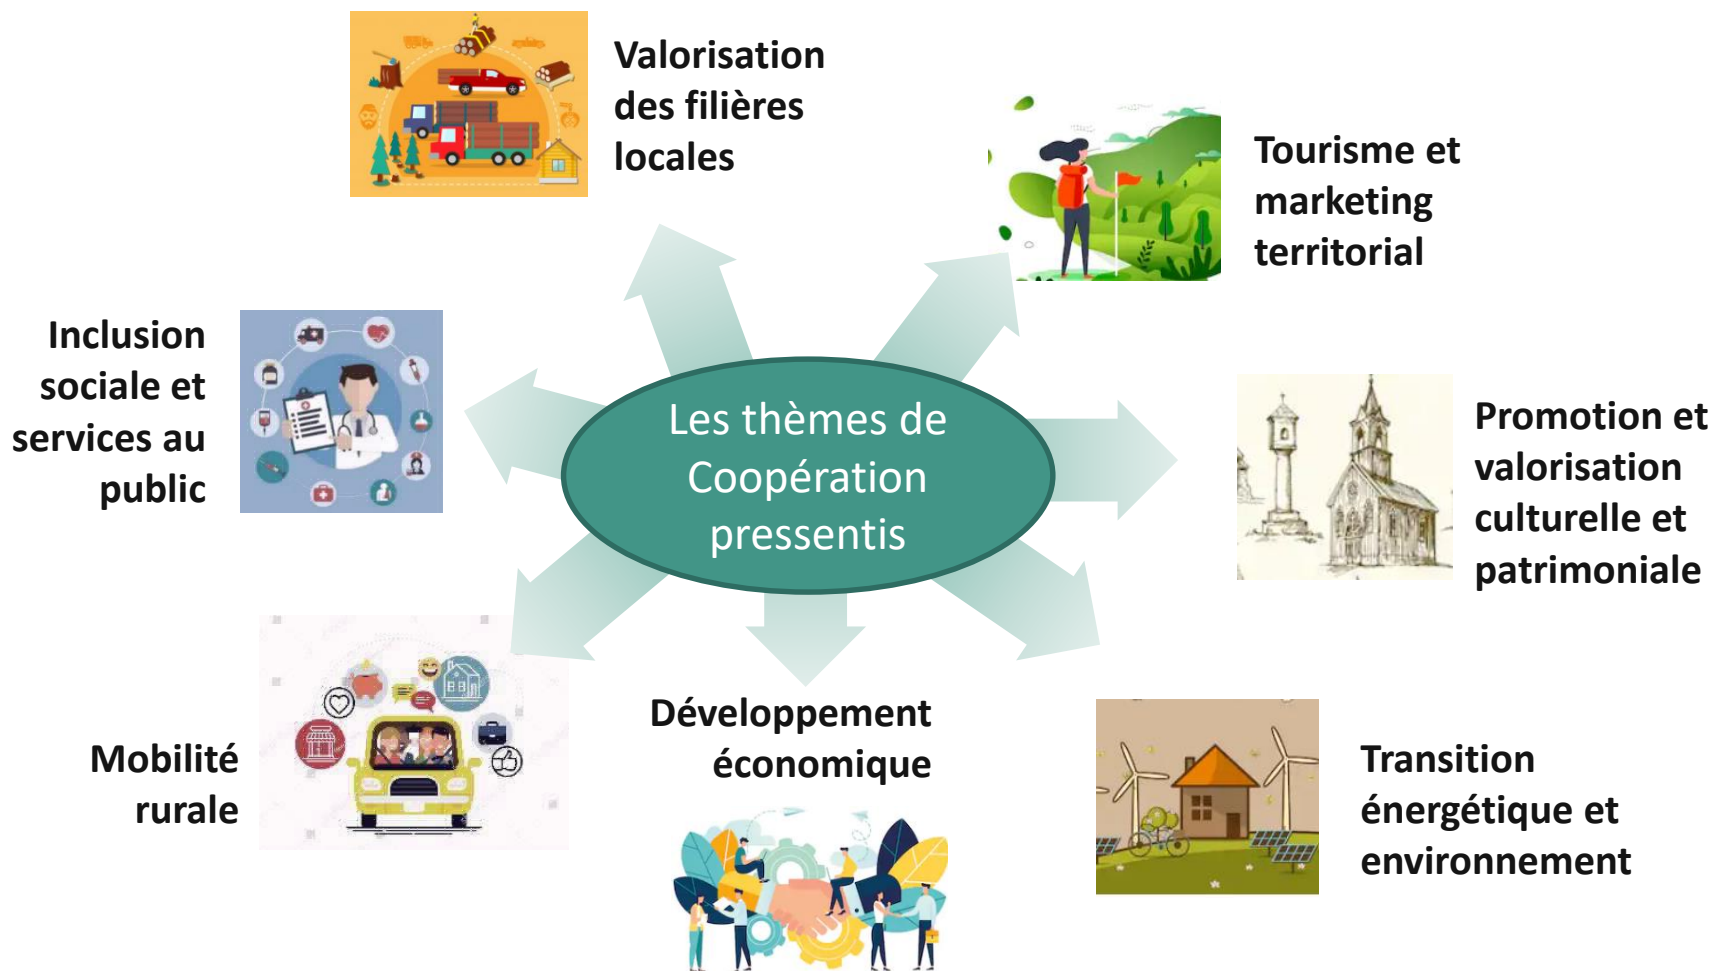 Valorisation
des filières
locales
Tourisme et
marketing
territorial
Inclusion
sociale et
services au
public
Les thèmes de
Coopération
pressentis
Promotion et
valorisation
culturelle et
patrimoniale
Mobilité
rurale
Développement
économique
Transition
énergétique et
environnement